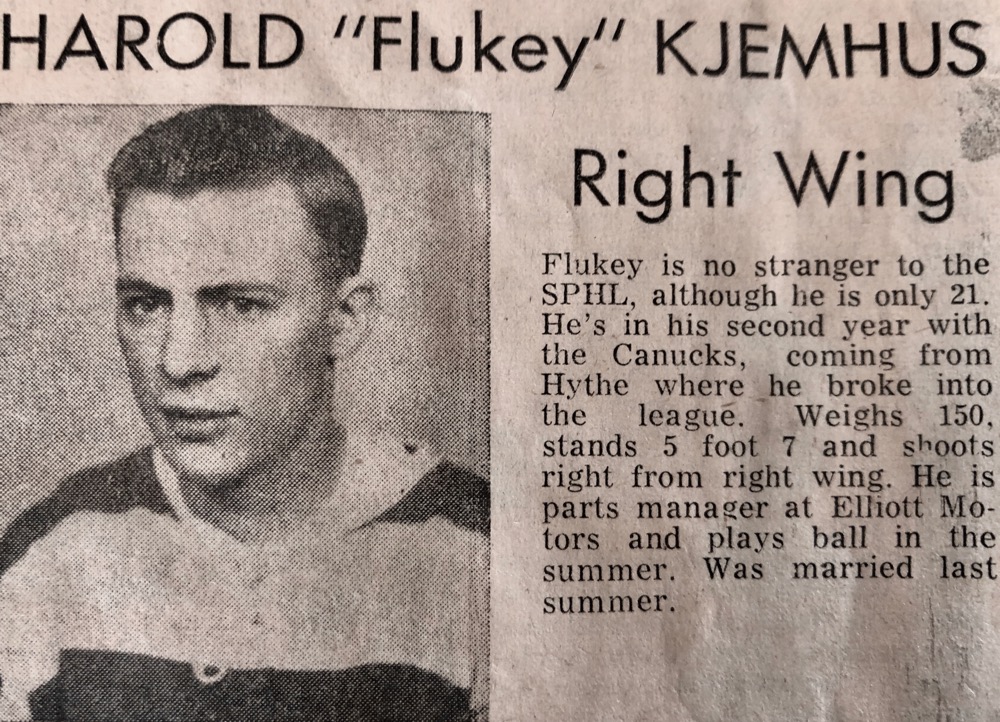 HAROLD "Flukey" KJEMHUS
Right Wing
Flukey is no stranger to the
SPHL, although he is only 21.
He's in his second year with
the Canucks, coming from
Hythe where he broke into
the league. Weighs 150,
stands 5 foot 7 and shoots
right from right wing. He is
parts manager at Elliott Mo-
tors and plays ball in the
summer. Was married last
summer.